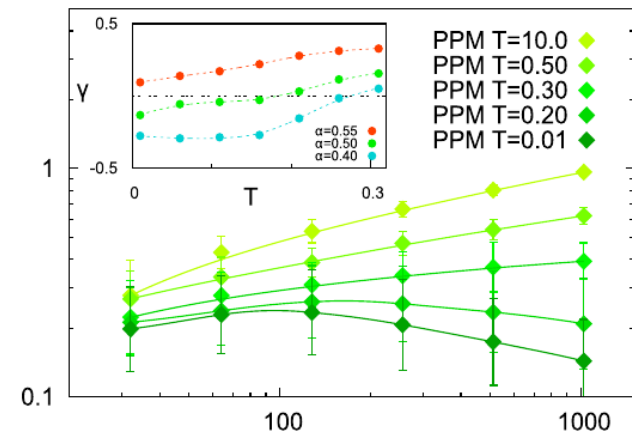 0.5
γ
-0.5
0
T
0.3
α=0.55
α=0.50
α=0.40
PPM T=10.0
PPM T=0.50
PPM T=0.30
PPM T=0.20
PPM T=0.01
1
0.1
100
1000